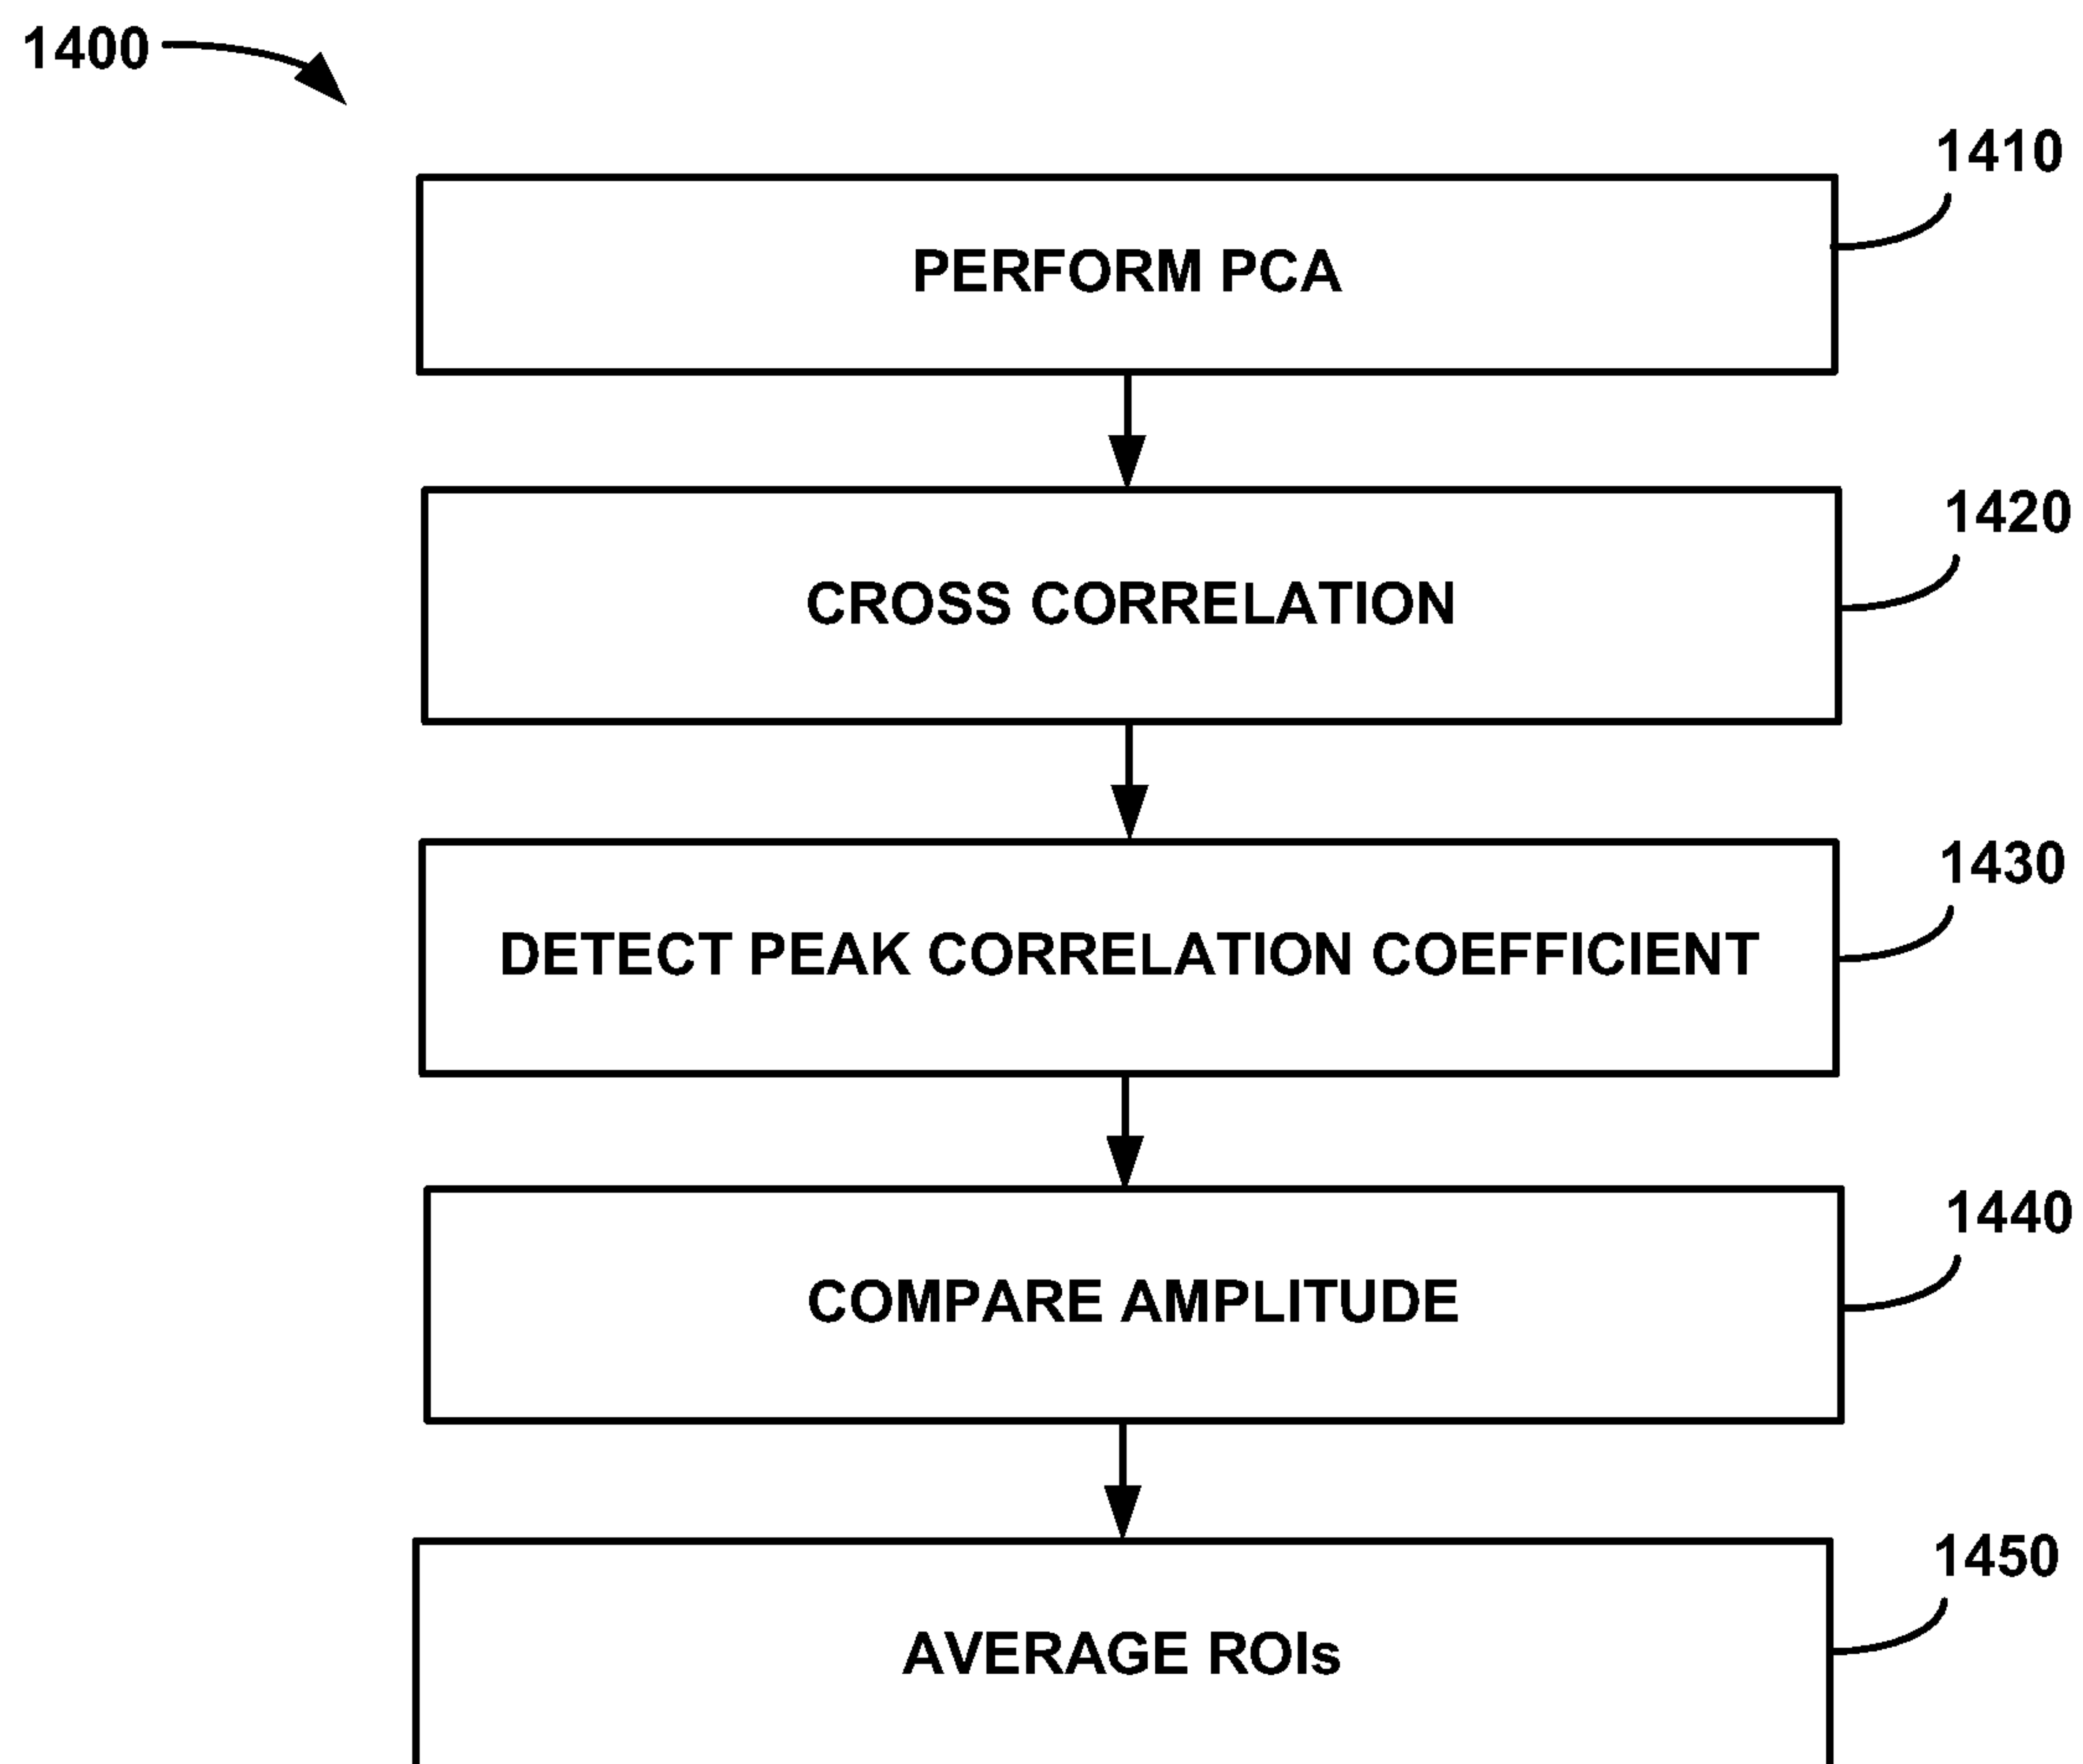 1400
1410
PERFORM PCA
1420
CROSS CORRELATION
1430
DETECT PEAK CORRELATION COEFFICIENT
1440
COMPARE AMPLITUDE
1450
AVERAGE ROIs